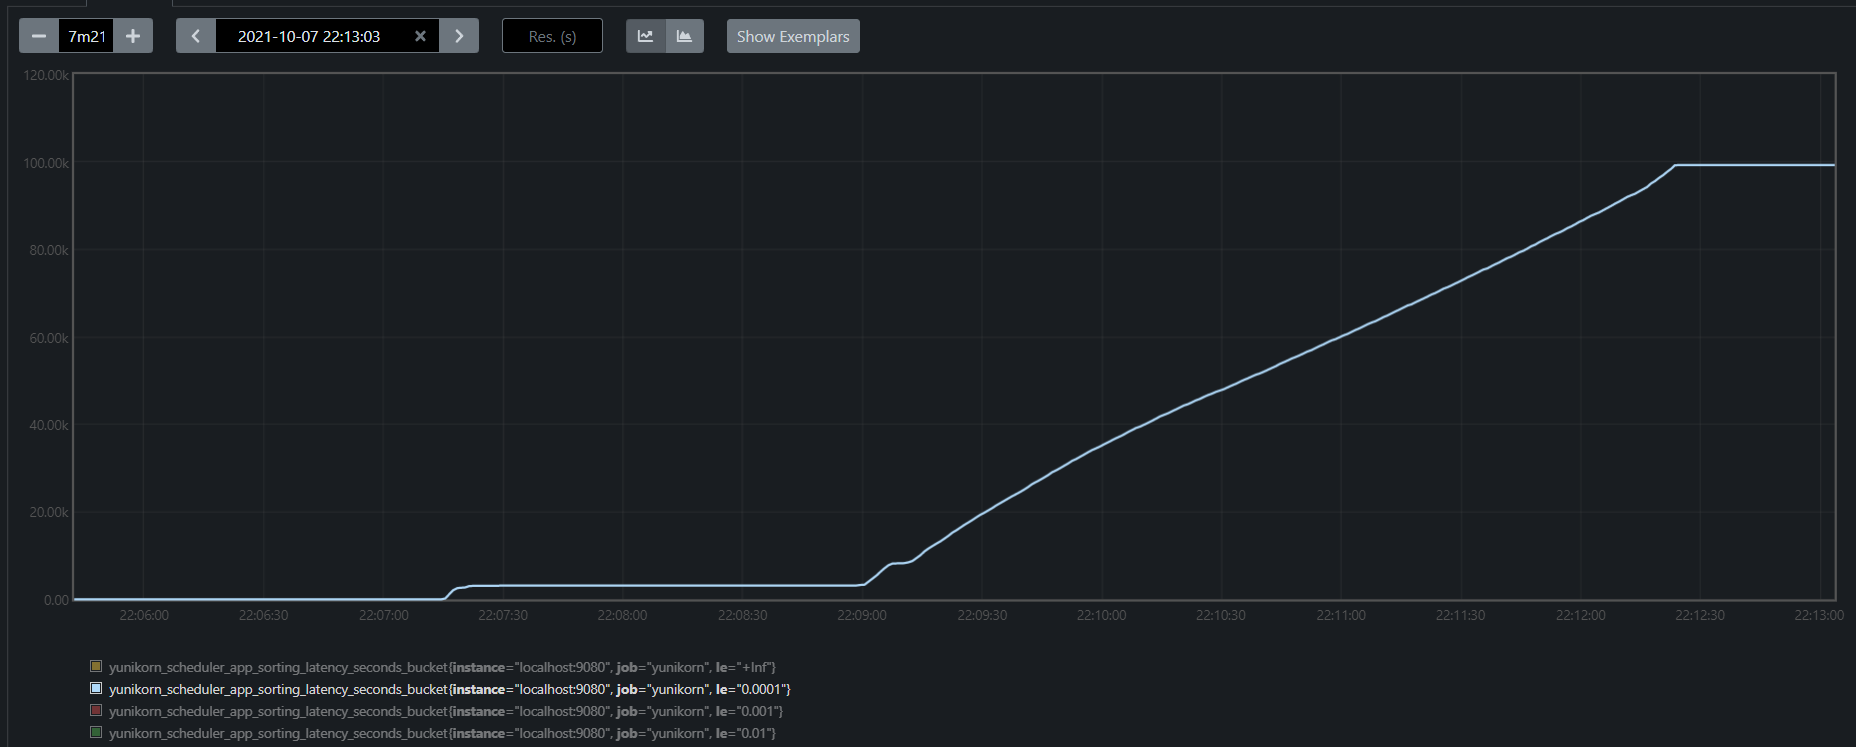 7m21 2021-10-07 22:13:03 Res. (s) Show Exemplars
120.00k
100.00k
80.00k
60.00k
40.00k
20.00k
0.00
22:06:00 22:06:30 22:07:00 22:07:30 22:08:00 22:08:30 22:09:00 22:09:30 22:10:00 22:10:30 22:11:00 22:11:30 22:12:00 22:12:30 22:13:00
yunikorn_scheduler_app_sorting_latency_seconds_bucket{instance="localhost:9080", job="yunikorn", le="+Inf"}
yunikorn_scheduler_app_sorting_latency_seconds_bucket{instance="localhost:9080", job="yunikorn", le="0.0001"}
yunikorn_scheduler_app_sorting_latency_seconds_bucket{instance="localhost:9080", job="yunikorn", le="0.001"}
yunikorn_scheduler_app_sorting_latency_seconds_bucket{instance="localhost:9080", job="yunikorn", le="0.01"}